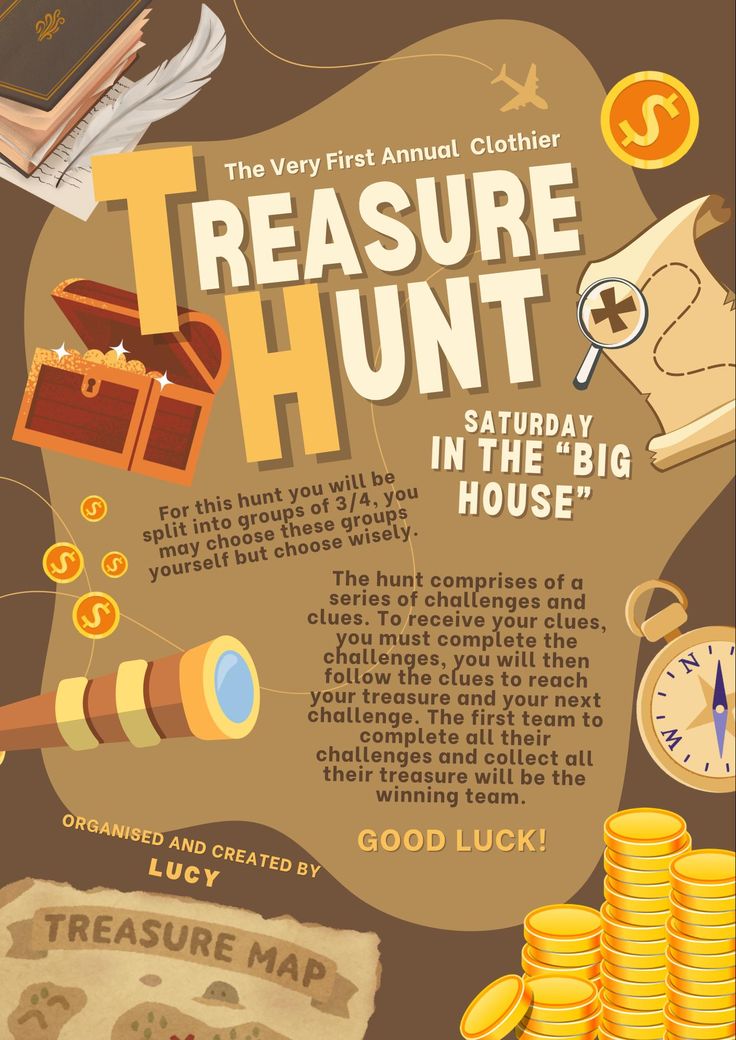 The Very First Annual Clothier
TREASURE
HUNT
SATURDAY
IN THE “BIG
HOUSE”
For this hunt you will be
split into groups of 3/4, you
may choose these groups
yourself but choose wisely.
The hunt comprises of a
series of challenges and
clues. To receive your clues,
you must complete the
challenges, you will then
follow the clues to reach
your treasure and your next
challenge. The first team to
complete all their
challenges and collect all
their treasure will be the
winning team.
GOOD LUCK!
ORGANISED AND CREATED BY
LUCY
TREASURE MAP
N
W
$
$
$
$
$